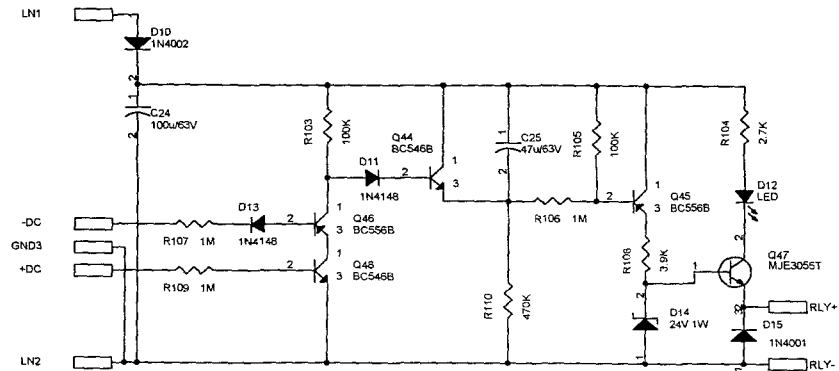 LN1
D10
1N4002
2
1
C24
100u/63V
2
R103
100K
Q44
BC546B
1
C25
47u/63V
2
R105
100K
R104
2.7K
D11
1N4148
2
1
3
D13
1N4148
-DC
R107 1M
2
1
3
Q46
BC556B
R106 1M
2
1
3
Q45
BC556B
D12
LED
GND3
+DC
R109 1M
2
1
3
Q48
BC546B
R110
470K
R108
3.9K
1
2
Q47
MJE3055T
2
D14
24V 1W
1
D15
1N4001
RLY+
LN2
RLY-